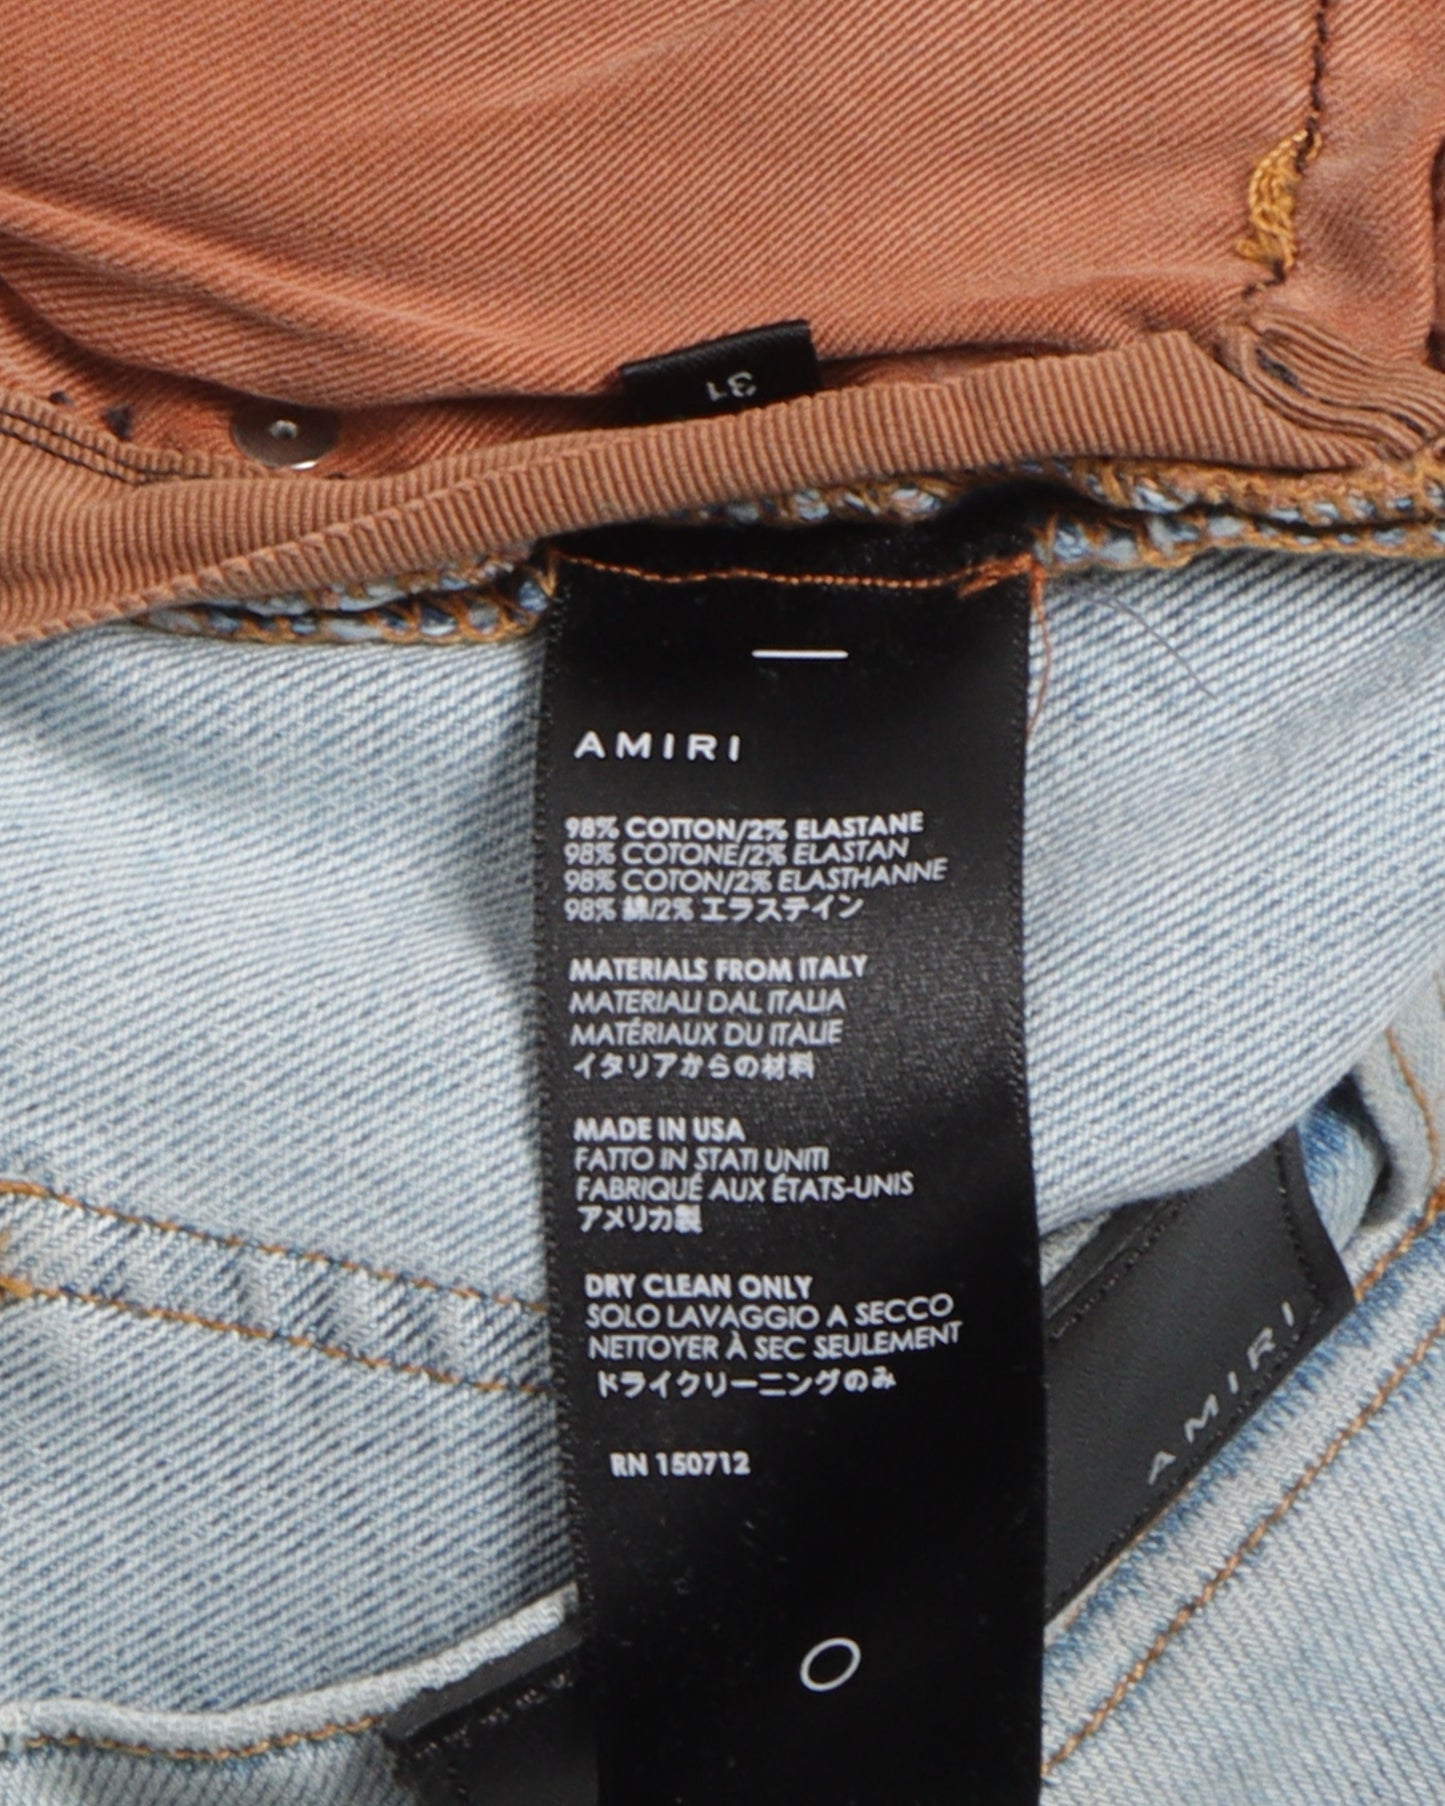 31
AMIRI
98% COTTON/2% ELASTANE
98% COTONE/2% ELASTAN
98% COTON/2% ELASTHANNE
98% 綿/2% エラステイン
MATERIALS FROM ITALY
MATERIALI DAL ITALIA
MATÉRIAUX DU ITALIE
イタリアからの材料
MADE IN USA
FATTO IN STATI UNITI
FABRIQUÉ AUX ÉTATS-UNIS
アメリカ製
DRY CLEAN ONLY
SOLO LAVAGGIO A SECCO
NETTOYER À SEC SEULEMENT
ドライクリーニングのみ
RN 150712
AMIRI